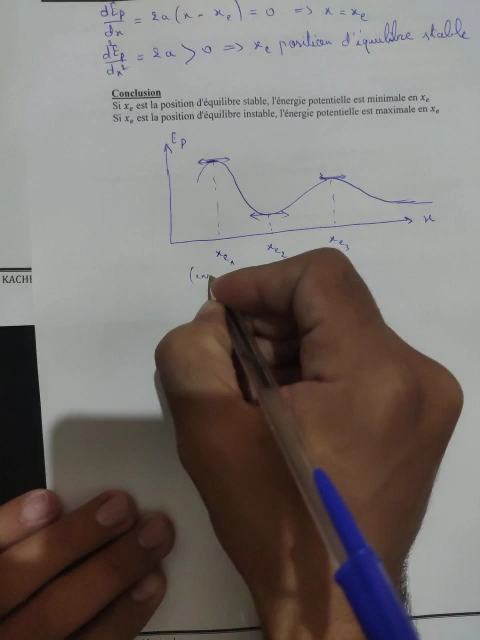 dEp/dx = 2a(x - xe) = 0 => x = xe
d²Ep/dx² = 2a > 0 => xe position d'équilibre stable
Conclusion
Si xe est la position d'équilibre stable, l'énergie potentielle est minimale en xe
Si xe est la position d'équilibre instable, l'énergie potentielle est maximale en xe
Ep
x
xe1 xe2 xe3
KACHI